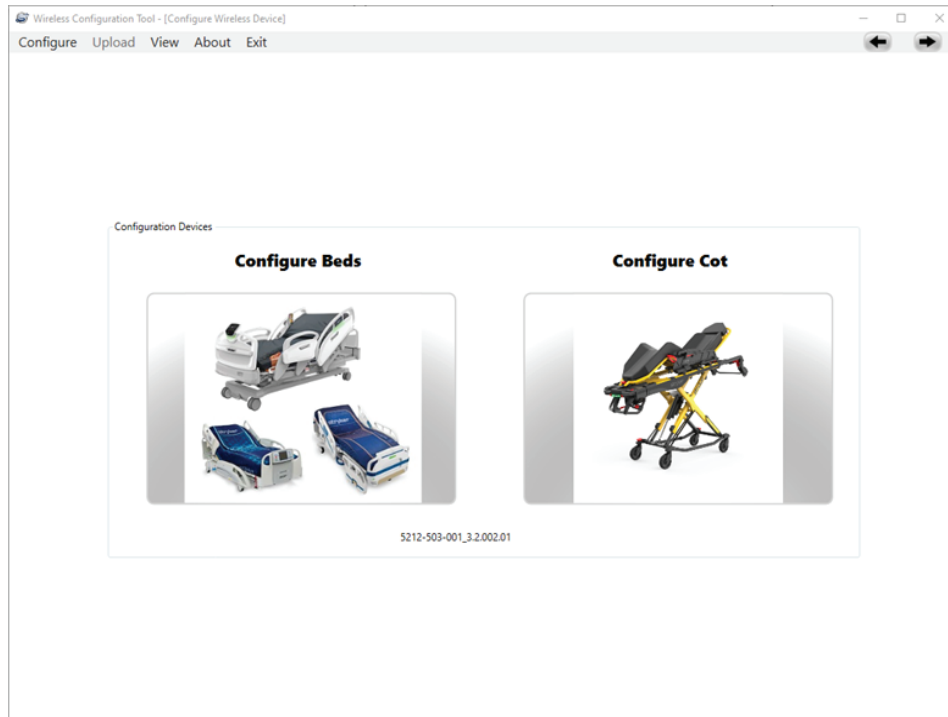 Wireless Configuration Tool - [Configure Wireless Device]
Configure Upload View About Exit
Configuration Devices
Configure Beds
Configure Cot
5212-503-001_3.2.002.01